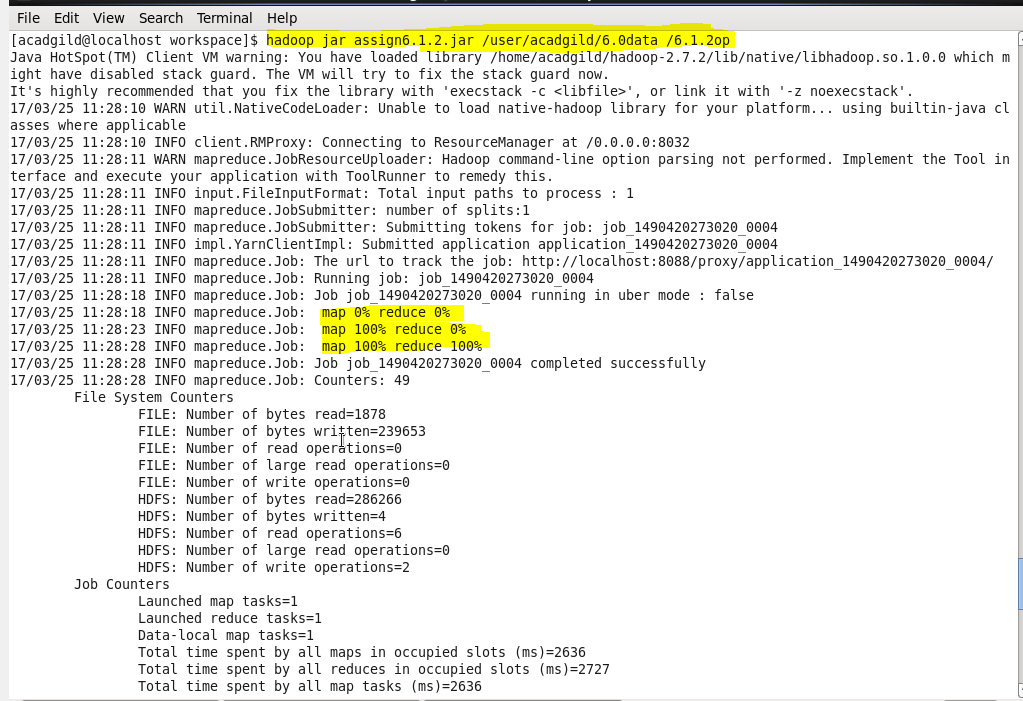 File Edit View Search Terminal Help
[acadgild@localhost workspace]$ hadoop jar assign6.1.2.jar /user/acadgild/6.0data /6.1.2op
Java HotSpot(TM) Client VM warning: You have loaded library /home/acadgild/hadoop-2.7.2/lib/native/libhadoop.so.1.0.0 which m
ight have disabled stack guard. The VM will try to fix the stack guard now.
It's highly recommended that you fix the library with 'execstack -c <libfile>', or link it with '-z noexecstack'.
17/03/25 11:28:10 WARN util.NativeCodeLoader: Unable to load native-hadoop library for your platform... using builtin-java cl
asses where applicable
17/03/25 11:28:10 INFO client.RMProxy: Connecting to ResourceManager at /0.0.0.0:8032
17/03/25 11:28:11 WARN mapreduce.JobResourceUploader: Hadoop command-line option parsing not performed. Implement the Tool in
terface and execute your application with ToolRunner to remedy this.
17/03/25 11:28:11 INFO input.FileInputFormat: Total input paths to process : 1
17/03/25 11:28:11 INFO mapreduce.JobSubmitter: number of splits:1
17/03/25 11:28:11 INFO mapreduce.JobSubmitter: Submitting tokens for job: job_1490420273020_0004
17/03/25 11:28:11 INFO impl.YarnClientImpl: Submitted application application_1490420273020_0004
17/03/25 11:28:11 INFO mapreduce.Job: The url to track the job: http://localhost:8088/proxy/application_1490420273020_0004/
17/03/25 11:28:11 INFO mapreduce.Job: Running job: job_1490420273020_0004
17/03/25 11:28:18 INFO mapreduce.Job: Job job_1490420273020_0004 running in uber mode : false
17/03/25 11:28:18 INFO mapreduce.Job:  map 0% reduce 0%
17/03/25 11:28:23 INFO mapreduce.Job:  map 100% reduce 0%
17/03/25 11:28:28 INFO mapreduce.Job:  map 100% reduce 100%
17/03/25 11:28:28 INFO mapreduce.Job: Job job_1490420273020_0004 completed successfully
17/03/25 11:28:28 INFO mapreduce.Job: Counters: 49
File System Counters
FILE: Number of bytes read=1878
FILE: Number of bytes written=239653
FILE: Number of read operations=0
FILE: Number of large read operations=0
FILE: Number of write operations=0
HDFS: Number of bytes read=286266
HDFS: Number of bytes written=4
HDFS: Number of read operations=6
HDFS: Number of large read operations=0
HDFS: Number of write operations=2
Job Counters
Launched map tasks=1
Launched reduce tasks=1
Data-local map tasks=1
Total time spent by all maps in occupied slots (ms)=2636
Total time spent by all reduces in occupied slots (ms)=2727
Total time spent by all map tasks (ms)=2636